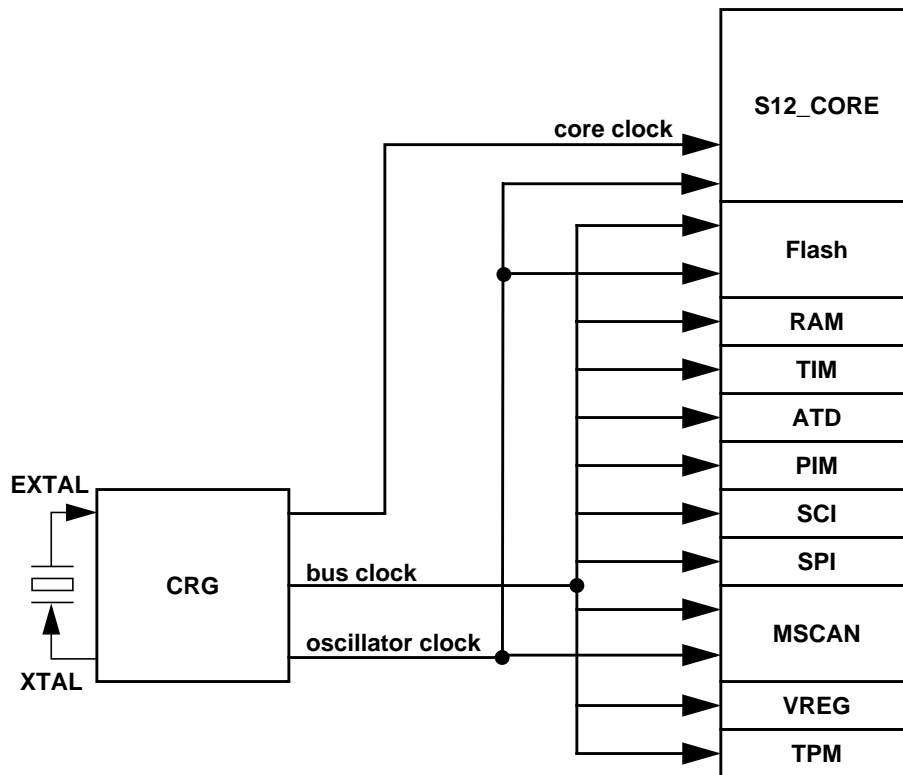 S12_CORE
core clock
Flash
RAM
TIM
ATD
PIM
EXTAL
SCI
SPI
bus clock
CRG
MSCAN
oscillator clock
XTAL
VREG
TPM